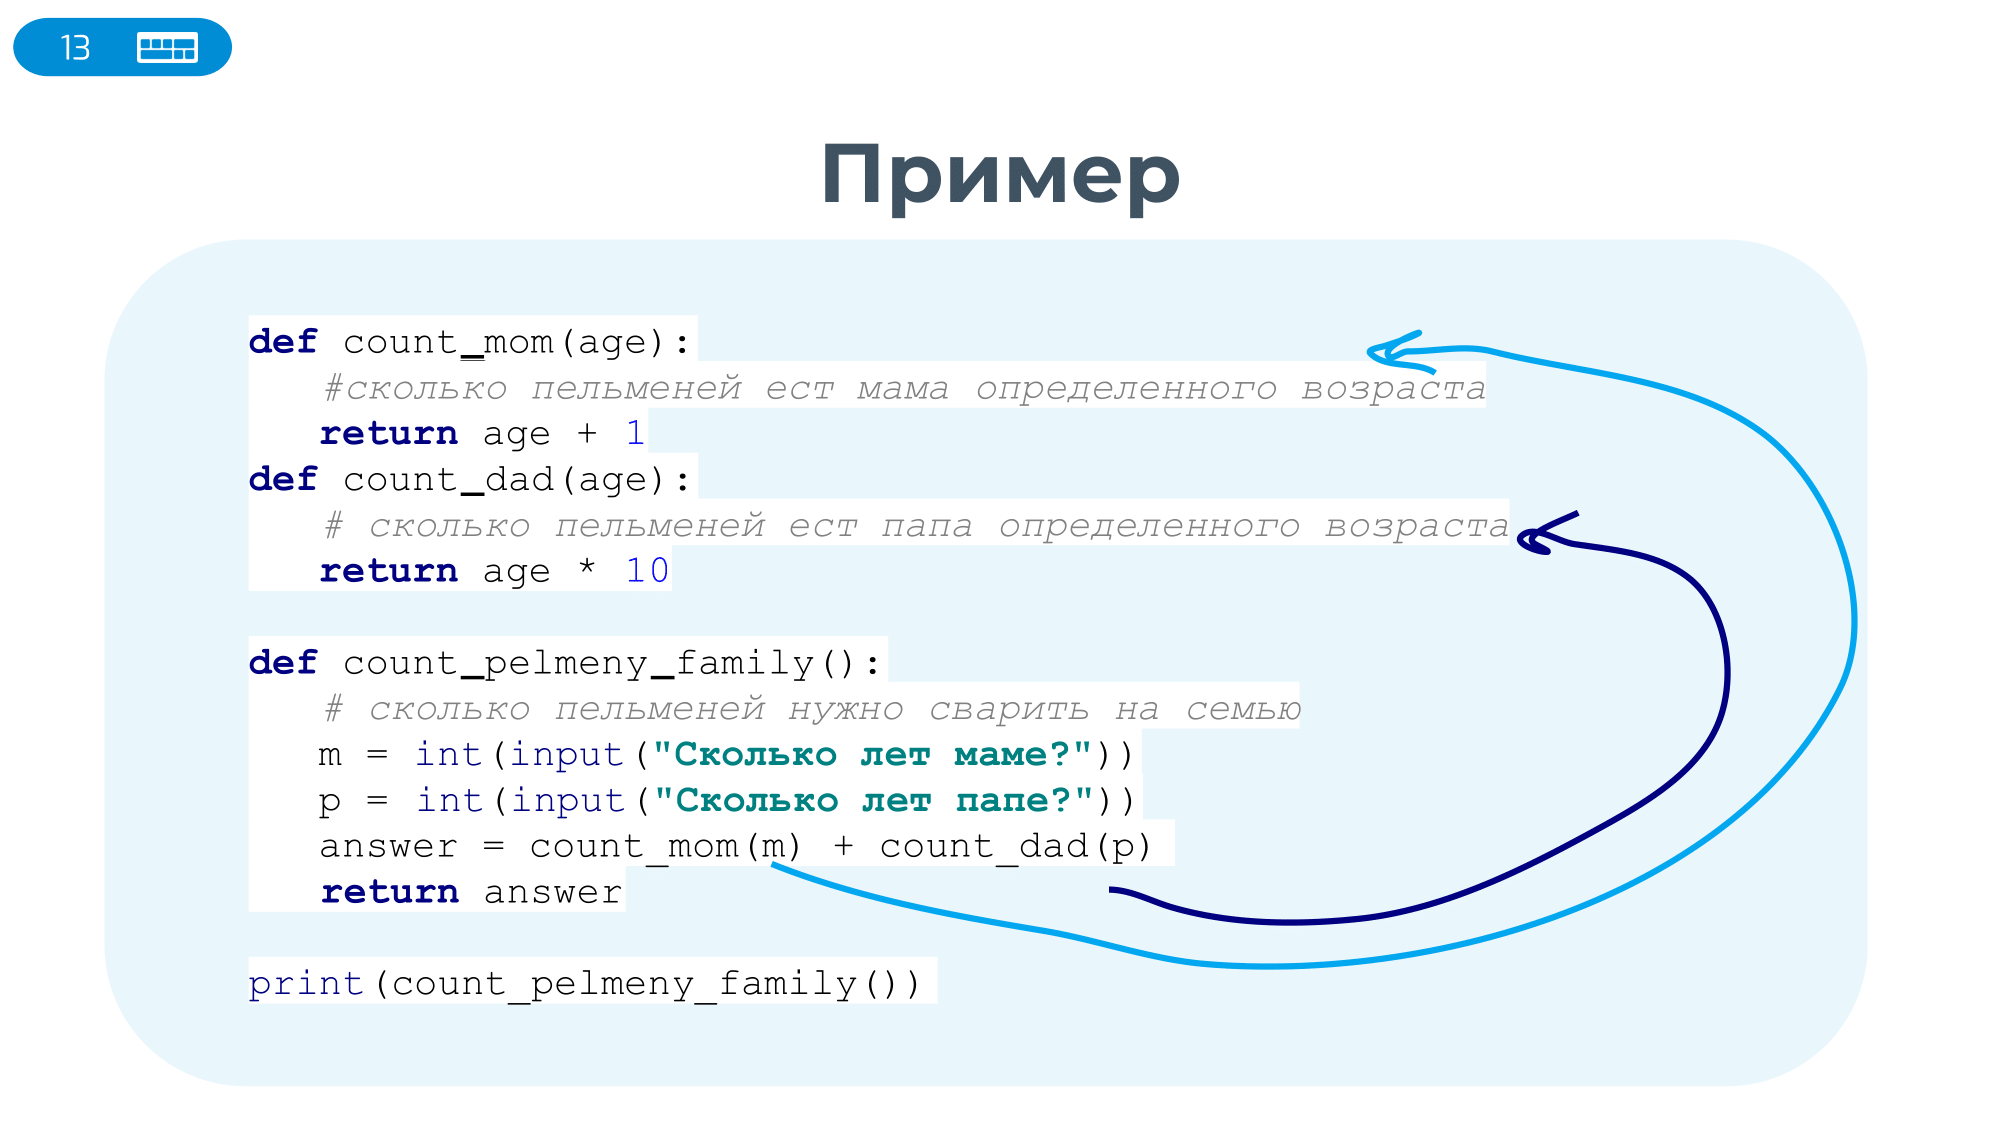 13
Пример
def count_mom(age):
    #сколько пельменей ест мама определенного возраста
    return age + 1
def count_dad(age):
    # сколько пельменей ест папа определенного возраста
    return age * 10
def count_pelmeny_family():
    # сколько пельменей нужно сварить на семью
    m = int(input("Сколько лет маме?"))
    p = int(input("Сколько лет папе?"))
    answer = count_mom(m) + count_dad(p)
    return answer
print(count_pelmeny_family())